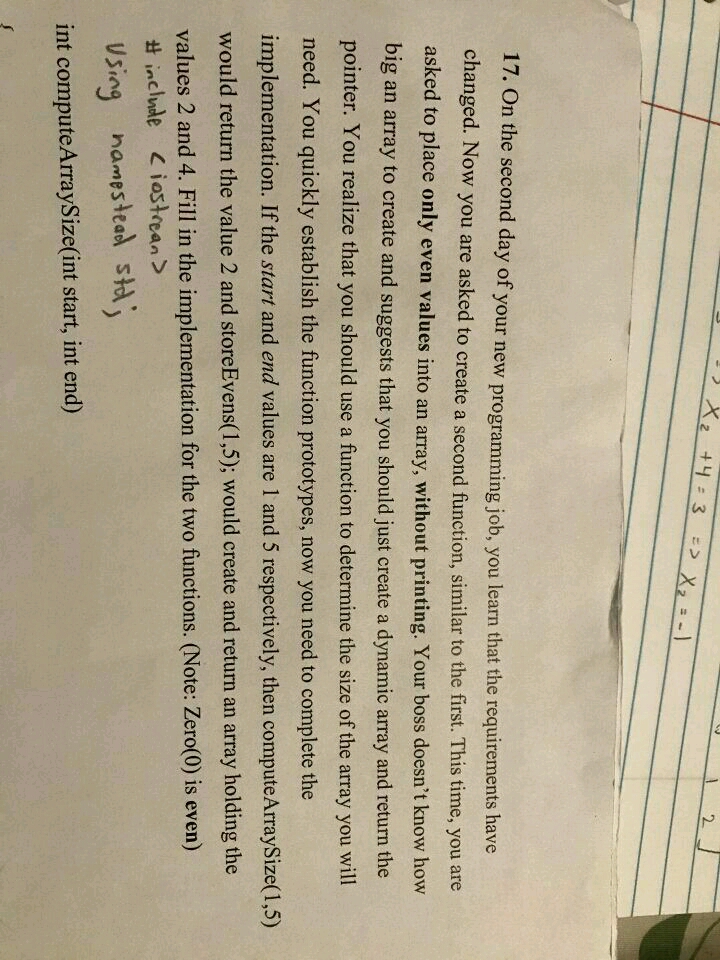 => X₂ +4 = 3 => X₂ = -1
1 2 ]
17. On the second day of your new programming job, you learn that the requirements have
changed. Now you are asked to create a second function, similar to the first. This time, you are
asked to place only even values into an array, without printing. Your boss doesn't know how
big an array to create and suggests that you should just create a dynamic array and return the
pointer. You realize that you should use a function to determine the size of the array you will
need. You quickly establish the function prototypes, now you need to complete the
implementation. If the start and end values are 1 and 5 respectively, then computeArraySize(1,5)
would return the value 2 and storeEvens(1,5); would create and return an array holding the
values 2 and 4. Fill in the implementation for the two functions. (Note: Zero(0) is even)
# include <iostrean>
Using namestead std;
int computeArraySize(int start, int end)
{